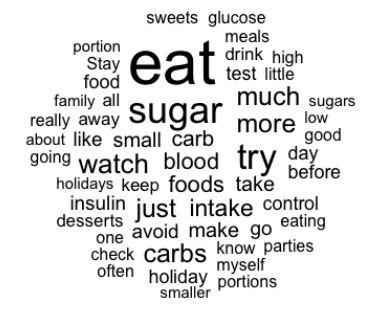 sweets glucose
portion meals
Stay eat drink high
food test little
family all sugar much sugars
really away more low
about like small carb good
going watch blood try day
holidays keep foods take before
insulin just intake control
desserts avoid make go eating
one
check carbs know parties
often holiday myself
smaller portions